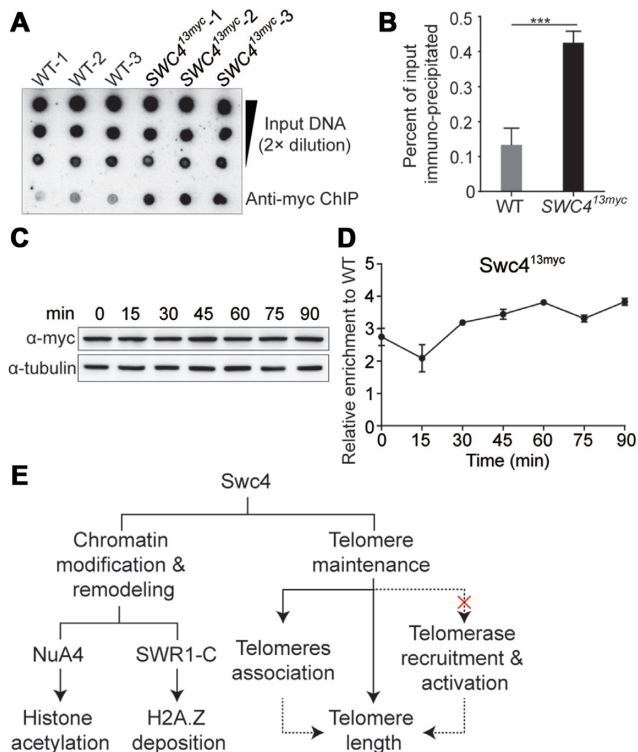 A
WT-1 WT-2 WT-3 SWC4^13myc-1 SWC4^13myc-2 SWC4^13myc-3
Input DNA
(2× dilution)
Anti-myc ChIP
B
Percent of input
immuno-precipitated
0.5
0.4
0.3
0.2
0.1
0
***
WT SWC4^13myc
C
min 0 15 30 45 60 75 90
α-myc
α-tubulin
D
Swc4^13myc
Relative enrichment to WT
5
4
3
2
1
0
0 15 30 45 60 75 90
Time (min)
E
Swc4
Chromatin
modification &
remodeling
Telomere
maintenance
NuA4
SWR1-C
Histone
acetylation
H2A.Z
deposition
Telomeres
association
Telomerase
recruitment &
activation
Telomere
length